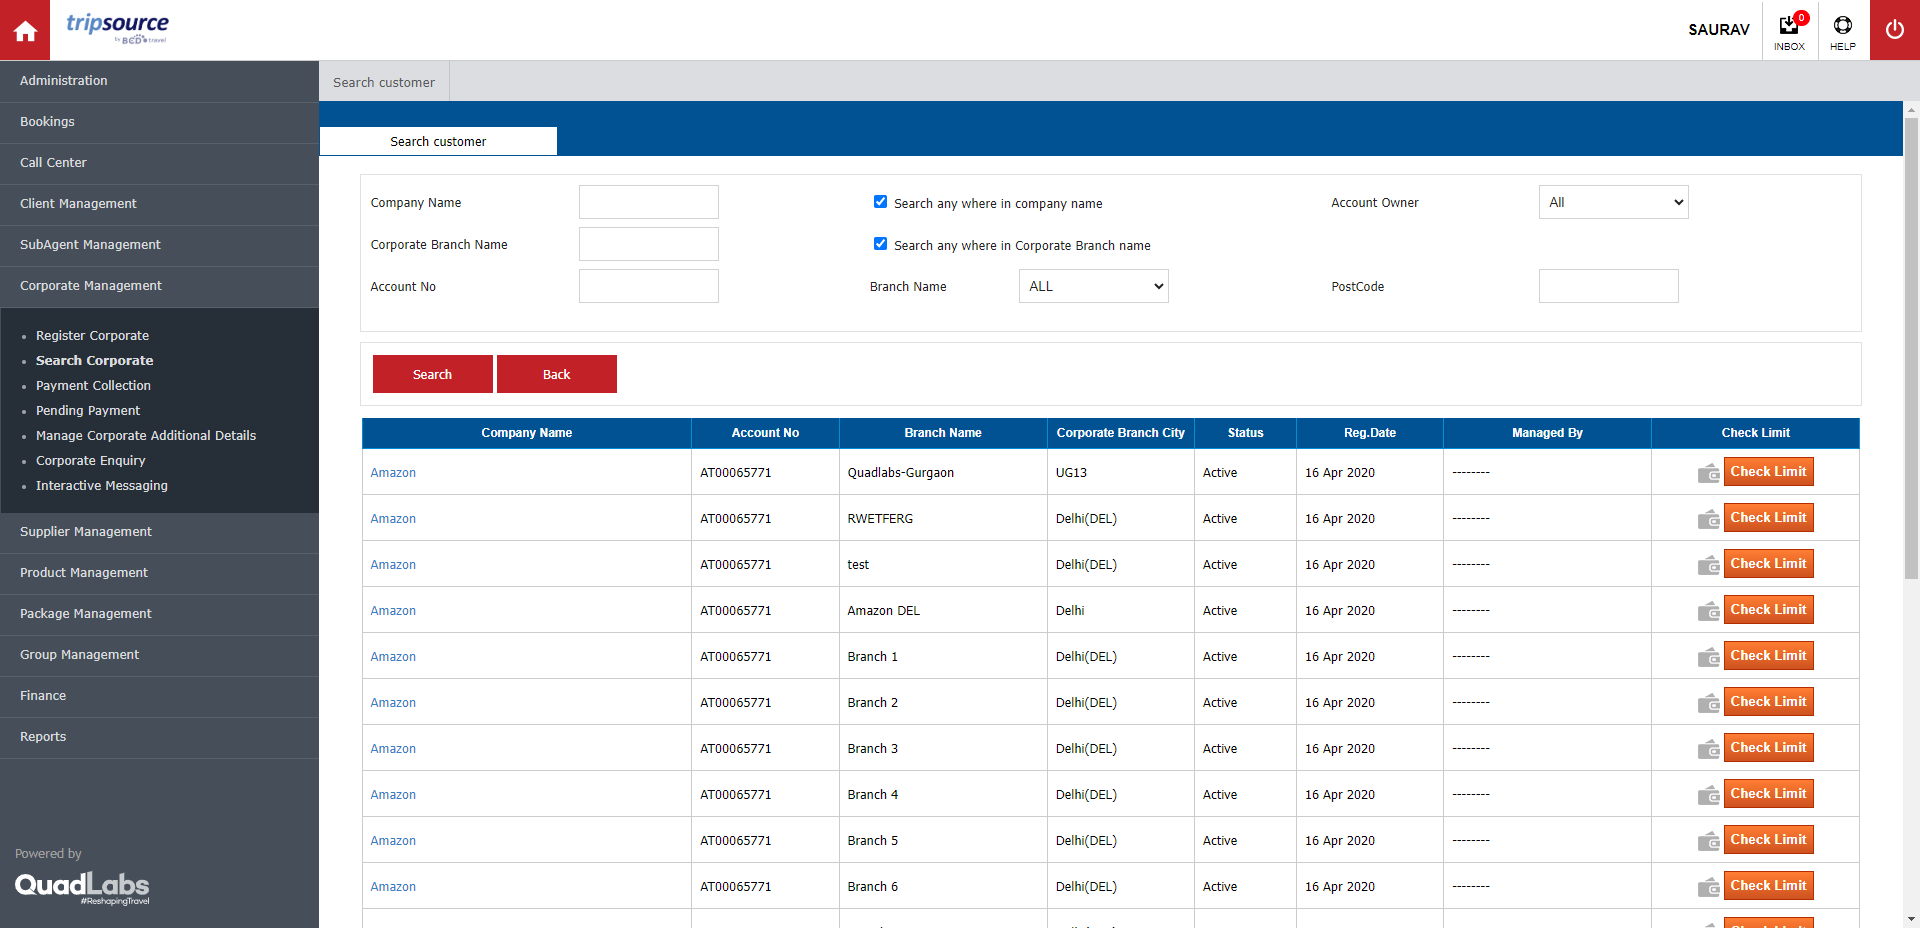 tripsource
by BCD travel
SAURAV
0
INBOX
HELP
Administration
Bookings
Call Center
Client Management
SubAgent Management
Corporate Management
Register Corporate
Search Corporate
Payment Collection
Pending Payment
Manage Corporate Additional Details
Corporate Enquiry
Interactive Messaging
Supplier Management
Product Management
Package Management
Group Management
Finance
Reports
Powered by
QuadLabs
#ReshapingTravel
Search customer
Search customer
Company Name
Search any where in company name
Account Owner
All
Corporate Branch Name
Search any where in Corporate Branch name
Account No
Branch Name
ALL
PostCode
Search
Back
Company Name Account No Branch Name Corporate Branch City Status Reg.Date Managed By Check Limit
Amazon AT00065771 Quadlabs-Gurgaon UG13 Active 16 Apr 2020 -------- Check Limit
Amazon AT00065771 RWETFERG Delhi(DEL) Active 16 Apr 2020 -------- Check Limit
Amazon AT00065771 test Delhi(DEL) Active 16 Apr 2020 -------- Check Limit
Amazon AT00065771 Amazon DEL Delhi Active 16 Apr 2020 -------- Check Limit
Amazon AT00065771 Branch 1 Delhi(DEL) Active 16 Apr 2020 -------- Check Limit
Amazon AT00065771 Branch 2 Delhi(DEL) Active 16 Apr 2020 -------- Check Limit
Amazon AT00065771 Branch 3 Delhi(DEL) Active 16 Apr 2020 -------- Check Limit
Amazon AT00065771 Branch 4 Delhi(DEL) Active 16 Apr 2020 -------- Check Limit
Amazon AT00065771 Branch 5 Delhi(DEL) Active 16 Apr 2020 -------- Check Limit
Amazon AT00065771 Branch 6 Delhi(DEL) Active 16 Apr 2020 -------- Check Limit